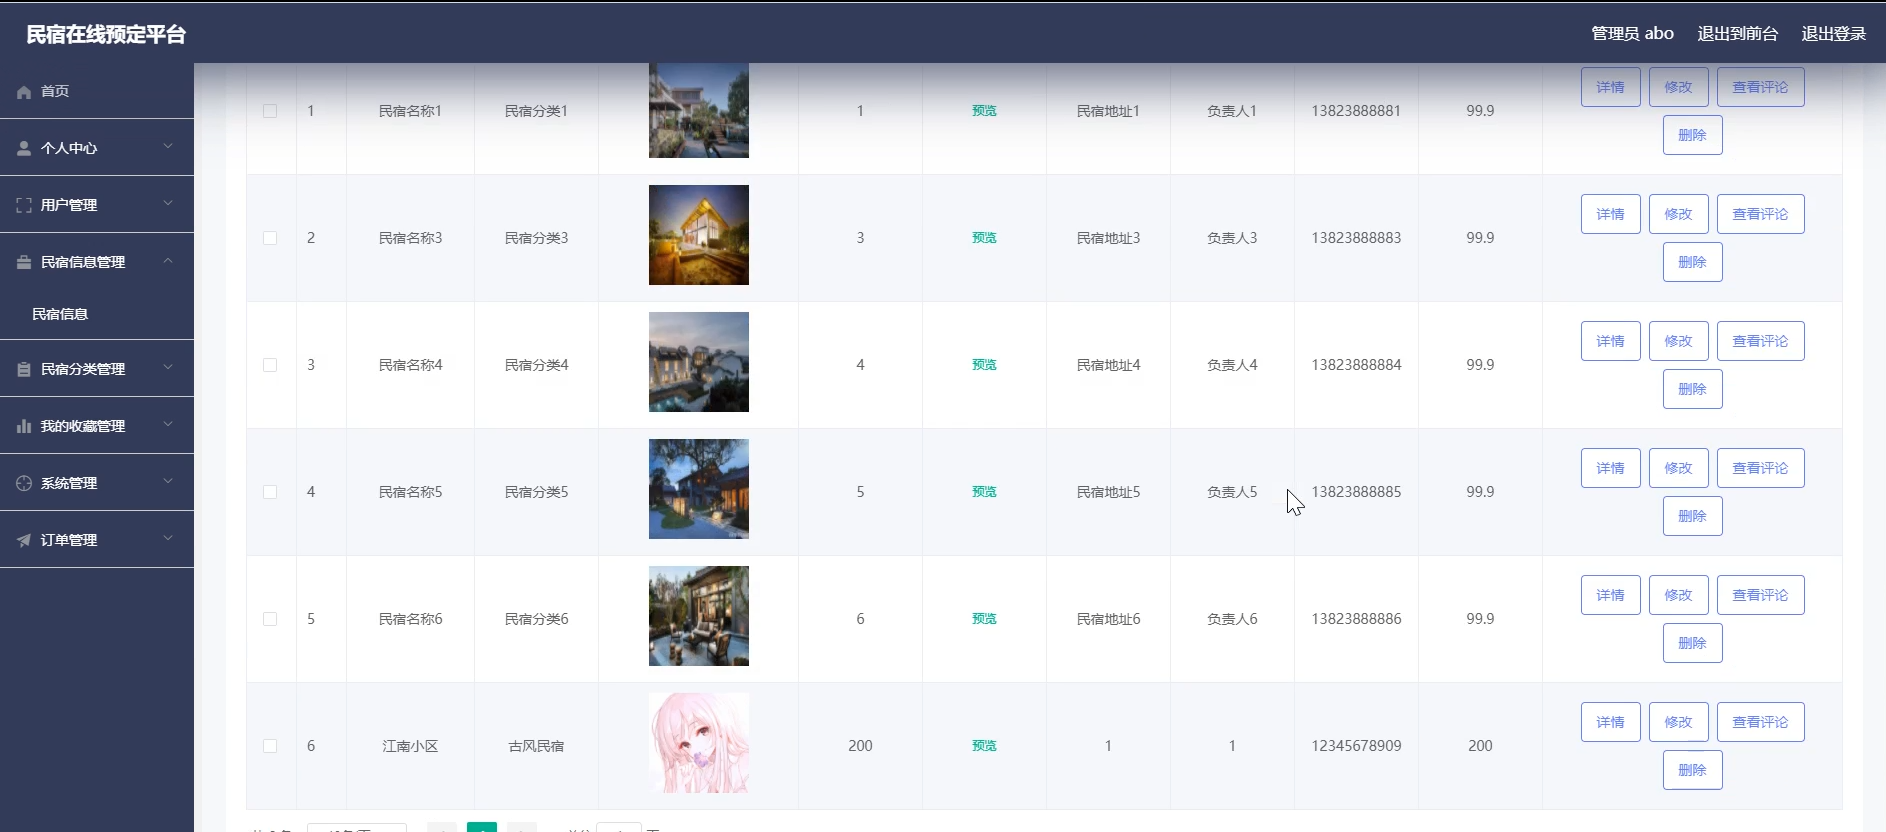 民宿在线预定平台
管理员 abo 退出到前台 退出登录
首页
个人中心
用户管理
民宿信息管理
民宿信息
民宿分类管理
我的收藏管理
系统管理
订单管理
1 民宿名称1 民宿分类1 1 预览 民宿地址1 负责人1 13823888881 99.9 详情 修改 查看评论
删除
2 民宿名称3 民宿分类3 3 预览 民宿地址3 负责人3 13823888883 99.9 详情 修改 查看评论
删除
3 民宿名称4 民宿分类4 4 预览 民宿地址4 负责人4 13823888884 99.9 详情 修改 查看评论
删除
4 民宿名称5 民宿分类5 5 预览 民宿地址5 负责人5 13823888885 99.9 详情 修改 查看评论
删除
5 民宿名称6 民宿分类6 6 预览 民宿地址6 负责人6 13823888886 99.9 详情 修改 查看评论
删除
6 江南小区 古风民宿 200 预览 1 1 12345678909 200 详情 修改 查看评论
删除